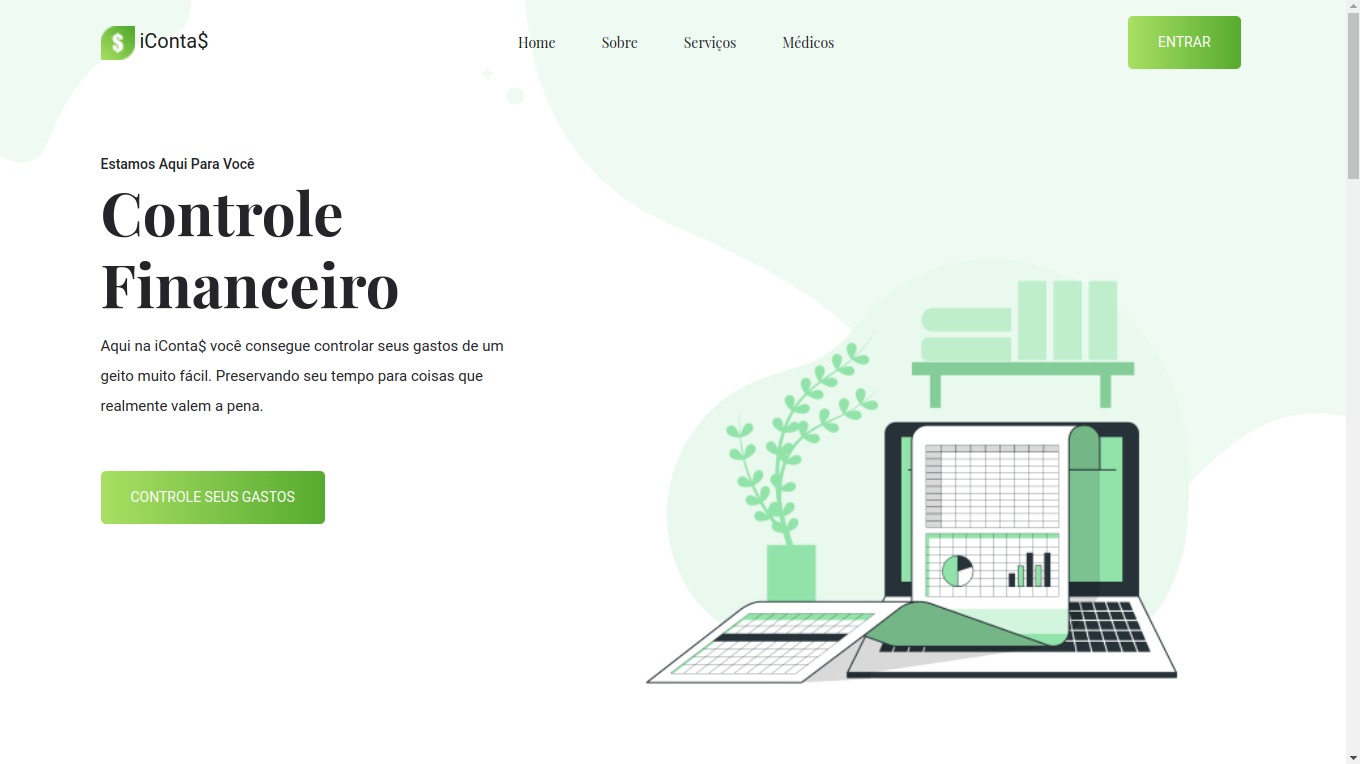 iConta$
Home
Sobre
Serviços
Médicos
ENTRAR
Estamos Aqui Para Você
Controle
Financeiro
Aqui na iConta$ você consegue controlar seus gastos de um
geito muito fácil. Preservando seu tempo para coisas que
realmente valem a pena.
CONTROLE SEUS GASTOS